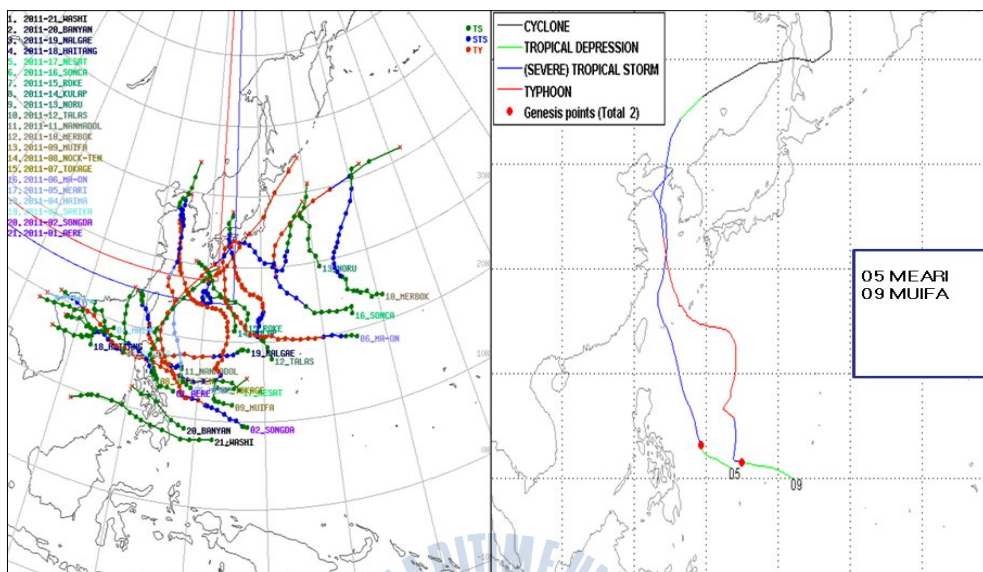 1, 2011-21_WASHI
2, 2011-20_BANYAN
3, 2011-19_NALGAE
4, 2011-18_HAITANG
5, 2011-17_NESAT
6, 2011-16_SONCA
7, 2011-15_ROKE
8, 2011-14_KULAP
9, 2011-13_NORU
10, 2011-12_TALAS
11, 2011-11_NANMADOL
12, 2011-10_MERBOK
13, 2011-09_MUIFA
14, 2011-08_NOCK-TEN
15, 2011-07_TOKAGE
16, 2011-06_MA-ON
17, 2011-05_MEARI
18, 2011-04_HAIMA
19, 2011-03_SARIKA
20, 2011-02_SONGDA
21, 2011-01_AERE
TS
STS
TY
13_NORU
10_MERBOK
16_SONCA
15_ROKE
06_MA-ON
18_HAITANG
19_NALGAE
12_TALAS
11_NANMADOL
09_MUIFA
02_SONGDA
20_BANYAN
21_WASHI
CYCLONE
TROPICAL DEPRESSION
(SEVERE) TROPICAL STORM
TYPHOON
Genesis points (Total 2)
05 MEARI
09 MUIFA
05
09